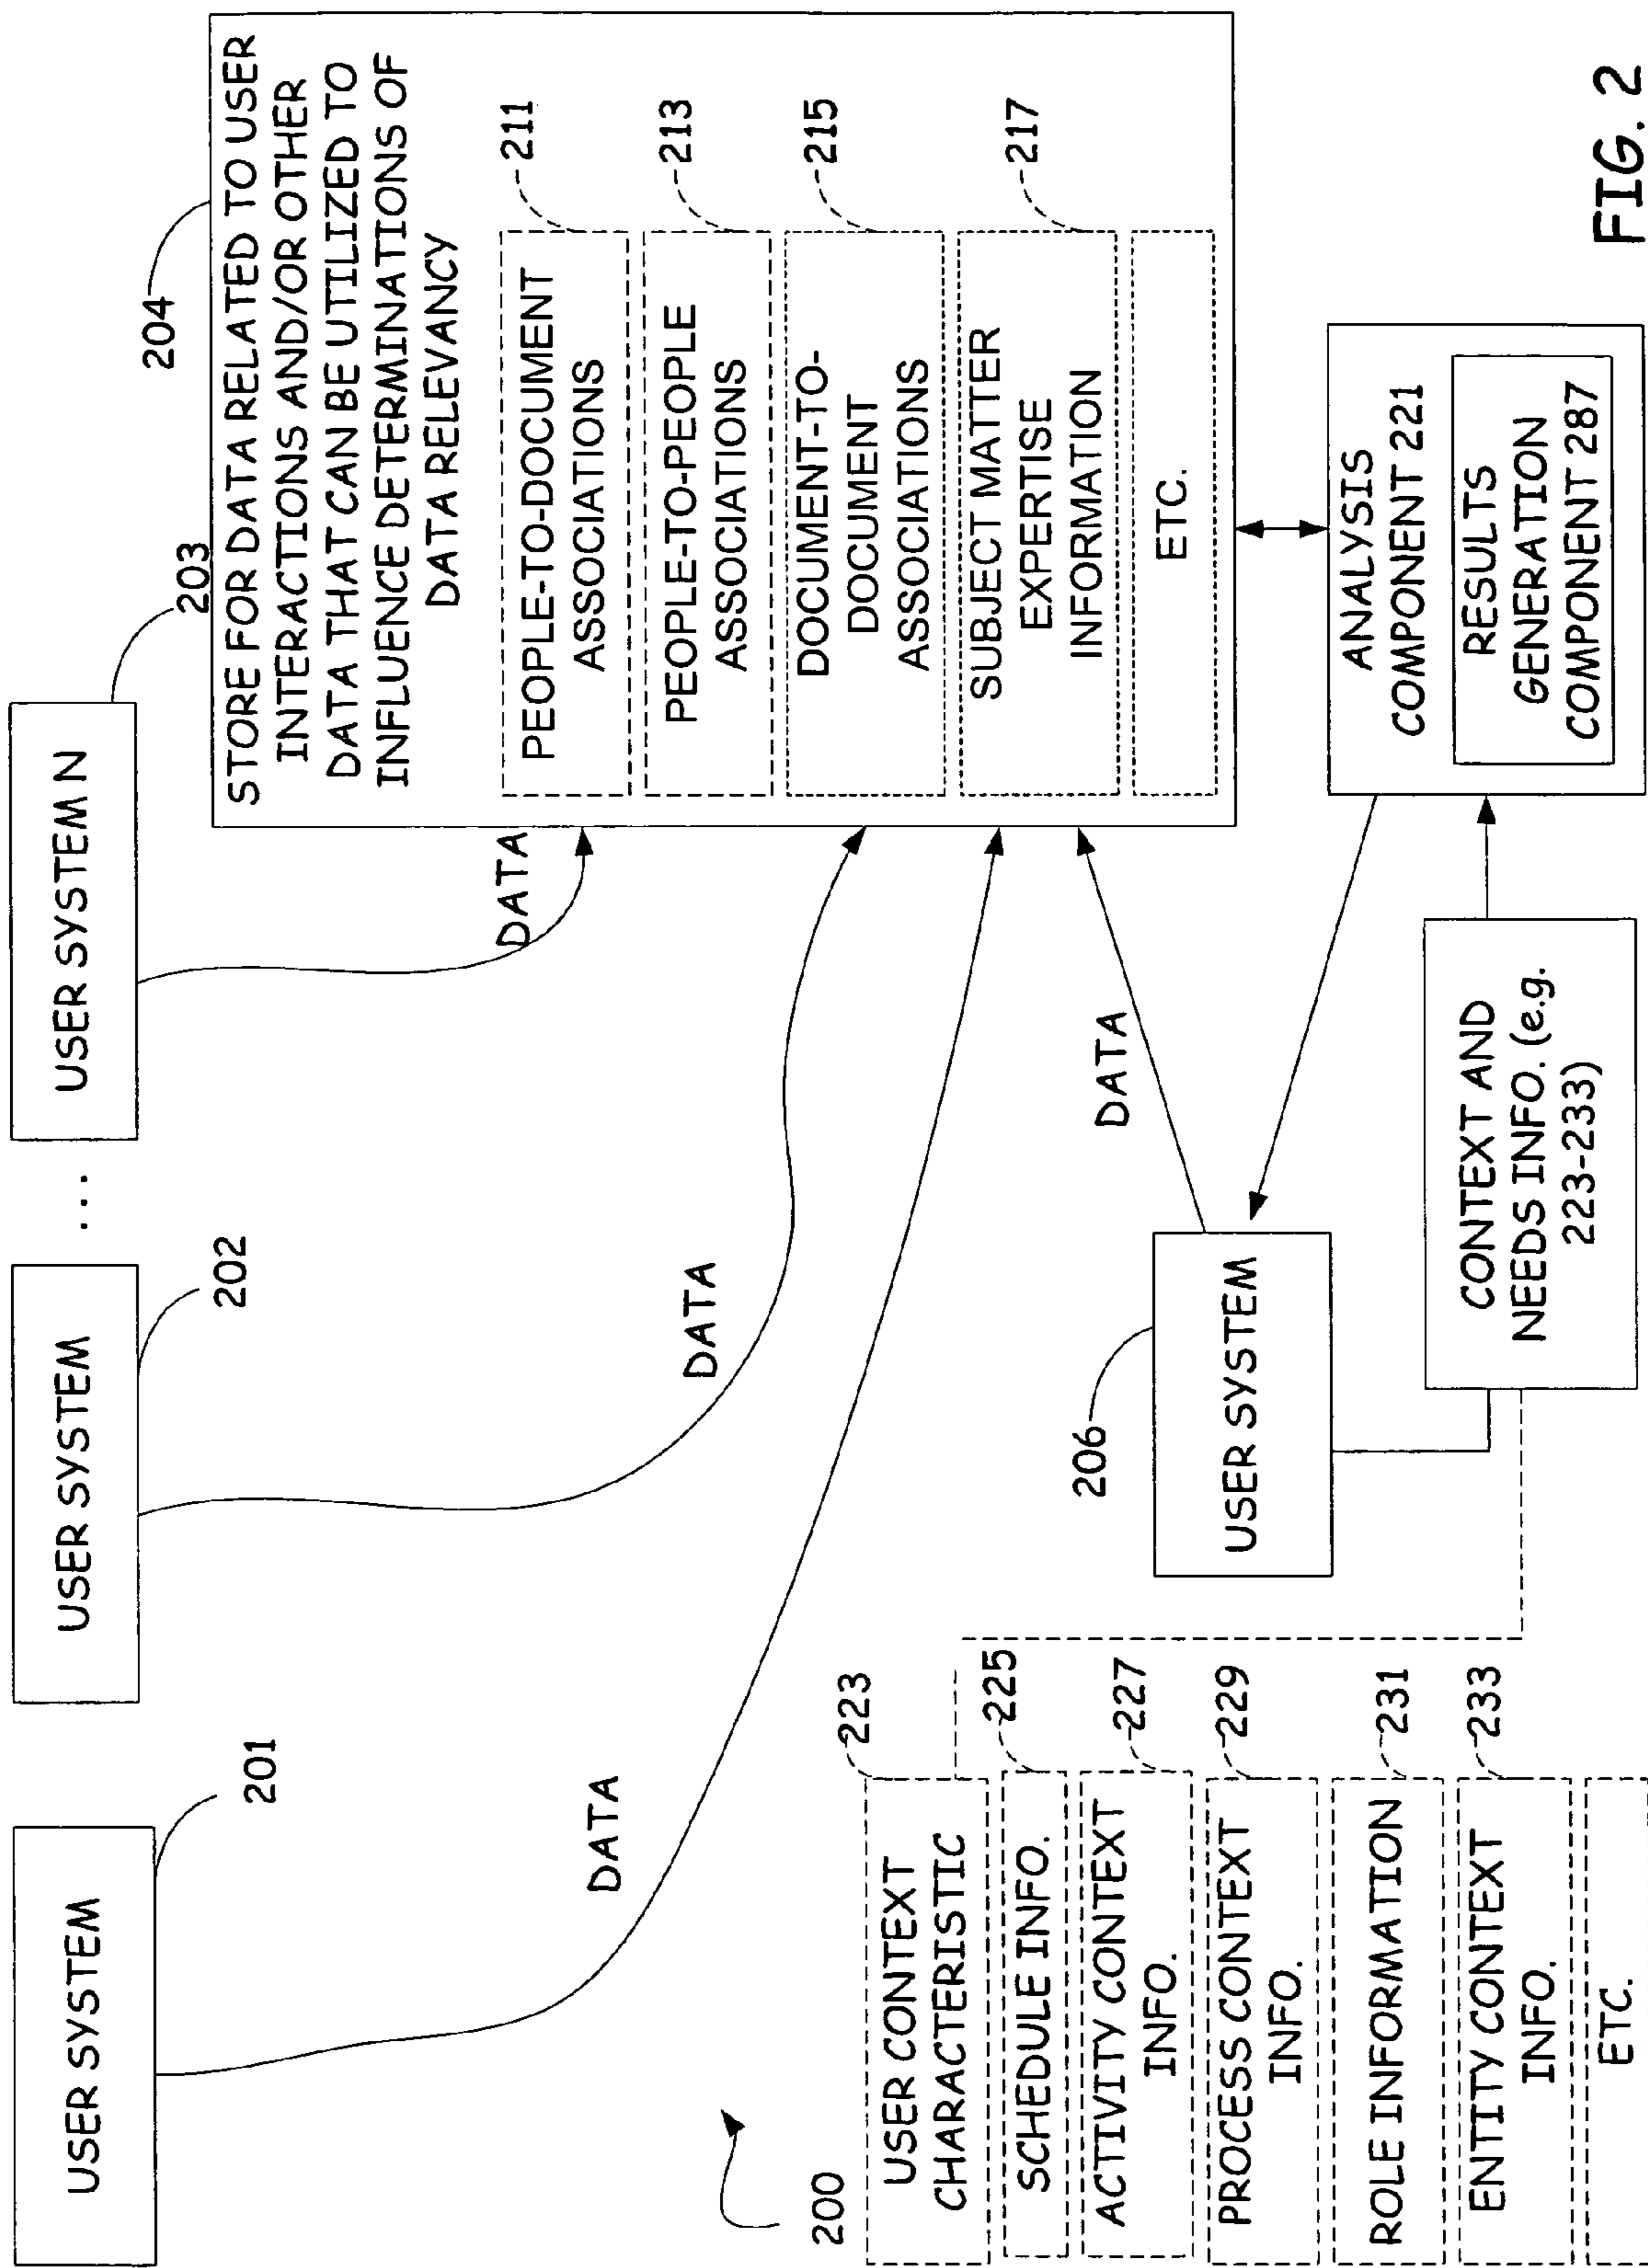 USER SYSTEM
201
USER SYSTEM
202
...
USER SYSTEM N
203
204
STORE FOR DATA RELATED TO USER
INTERACTIONS AND/OR OTHER
DATA THAT CAN BE UTILIZED TO
INFLUENCE DETERMINATIONS OF
DATA RELEVANCY
PEOPLE-TO-DOCUMENT
ASSOCIATIONS
211
PEOPLE-TO-PEOPLE
ASSOCIATIONS
213
DOCUMENT-TO-
DOCUMENT
ASSOCIATIONS
215
SUBJECT MATTER
EXPERTISE
INFORMATION
217
ETC.
DATA
DATA
DATA
DATA
200
USER CONTEXT
CHARACTERISTIC
223
SCHEDULE INFO.
225
ACTIVITY CONTEXT
INFO.
227
PROCESS CONTEXT
INFO.
229
ROLE INFORMATION
231
ENTITY CONTEXT
INFO.
233
ETC.
206
USER SYSTEM
CONTEXT AND
NEEDS INFO. (e.g.
223-233)
ANALYSIS
COMPONENT 221
RESULTS
GENERATION
COMPONENT 287
FIG. 2